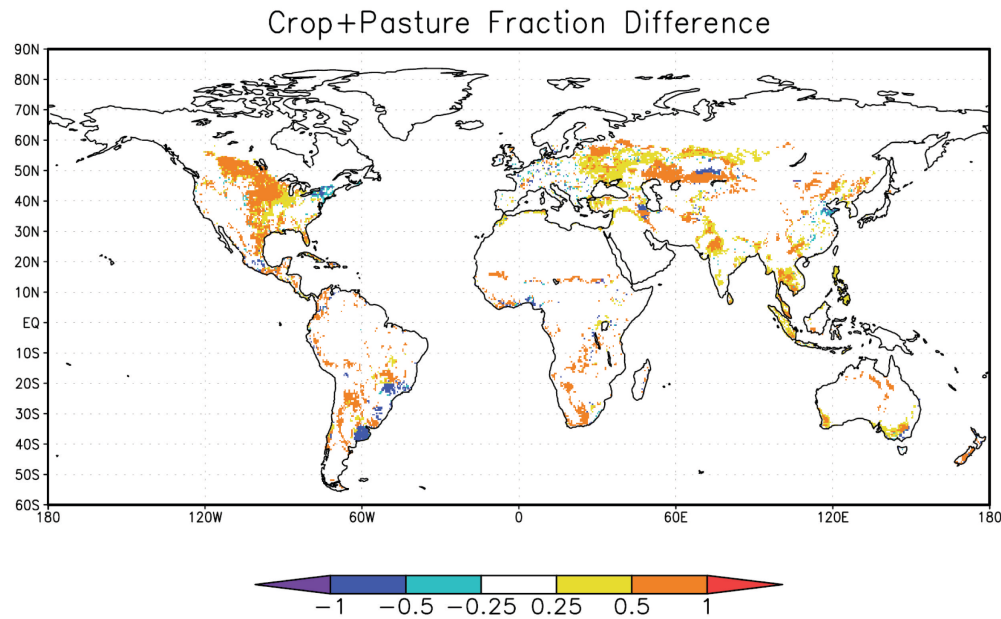 Crop+Pasture Fraction Difference
90N
80N
70N
60N
50N
40N
30N
20N
10N
EQ
10S
20S
30S
40S
50S
60S
180 120W 60W 0 60E 120E 180
-1 -0.5 -0.25 0.25 0.5 1